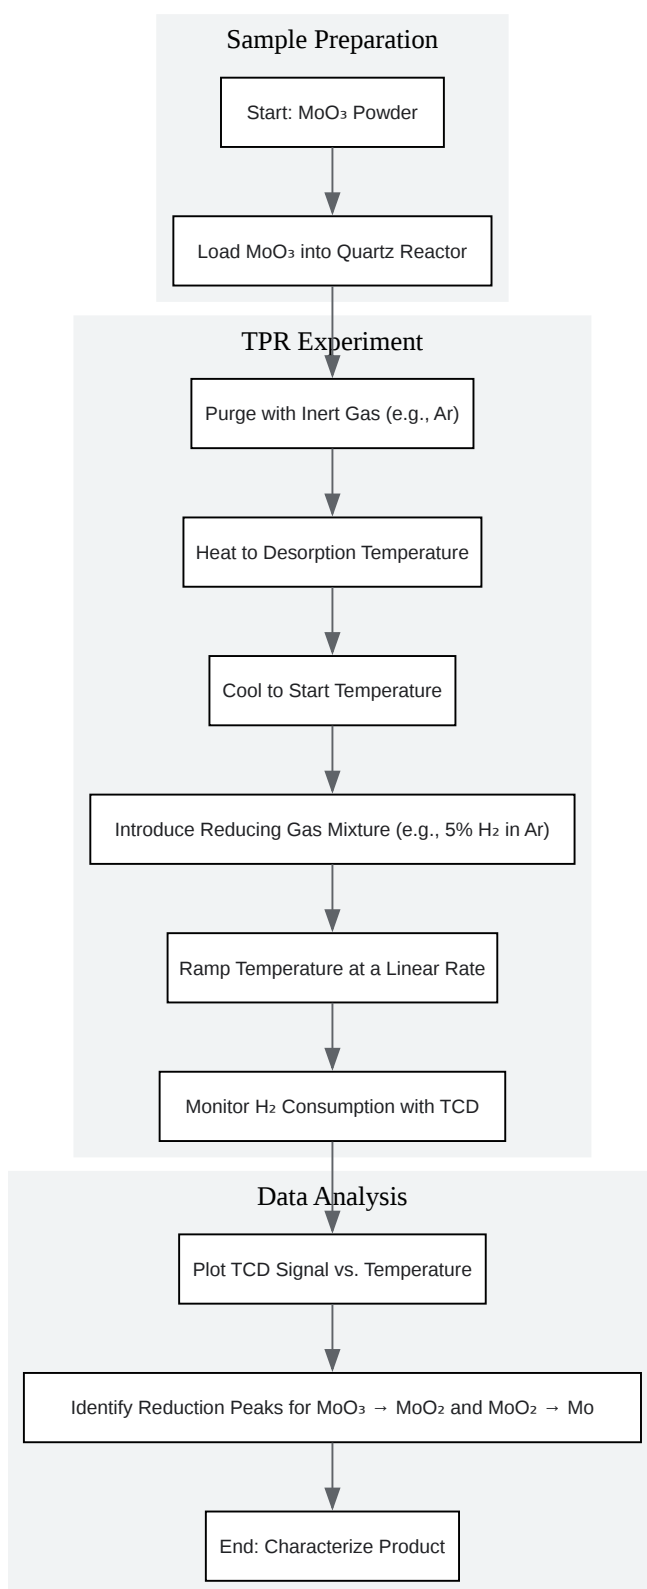 Sample Preparation
Start: MoO₃ Powder
Load MoO₃ into Quartz Reactor
TPR Experiment
Purge with Inert Gas (e.g., Ar)
Heat to Desorption Temperature
Cool to Start Temperature
Introduce Reducing Gas Mixture (e.g., 5% H₂ in Ar)
Ramp Temperature at a Linear Rate
Monitor H₂ Consumption with TCD
Data Analysis
Plot TCD Signal vs. Temperature
Identify Reduction Peaks for MoO₃ → MoO₂ and MoO₂ → Mo
End: Characterize Product